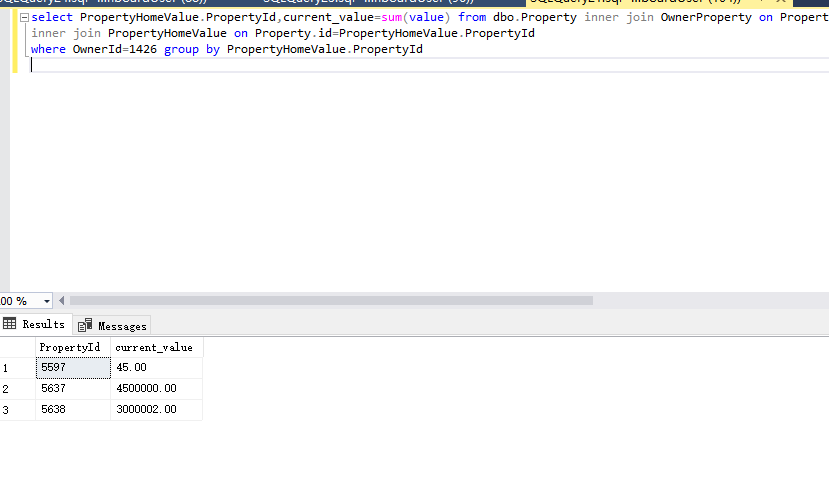 select PropertyHomeValue.PropertyId,current_value=sum(value) from dbo.Property inner join OwnerProperty on Propert
inner join PropertyHomeValue on Property.id=PropertyHomeValue.PropertyId
where OwnerId=1426 group by PropertyHomeValue.PropertyId
00 %
Results Messages
PropertyId current_value
1 5597 45.00
2 5637 4500000.00
3 5638 3000002.00